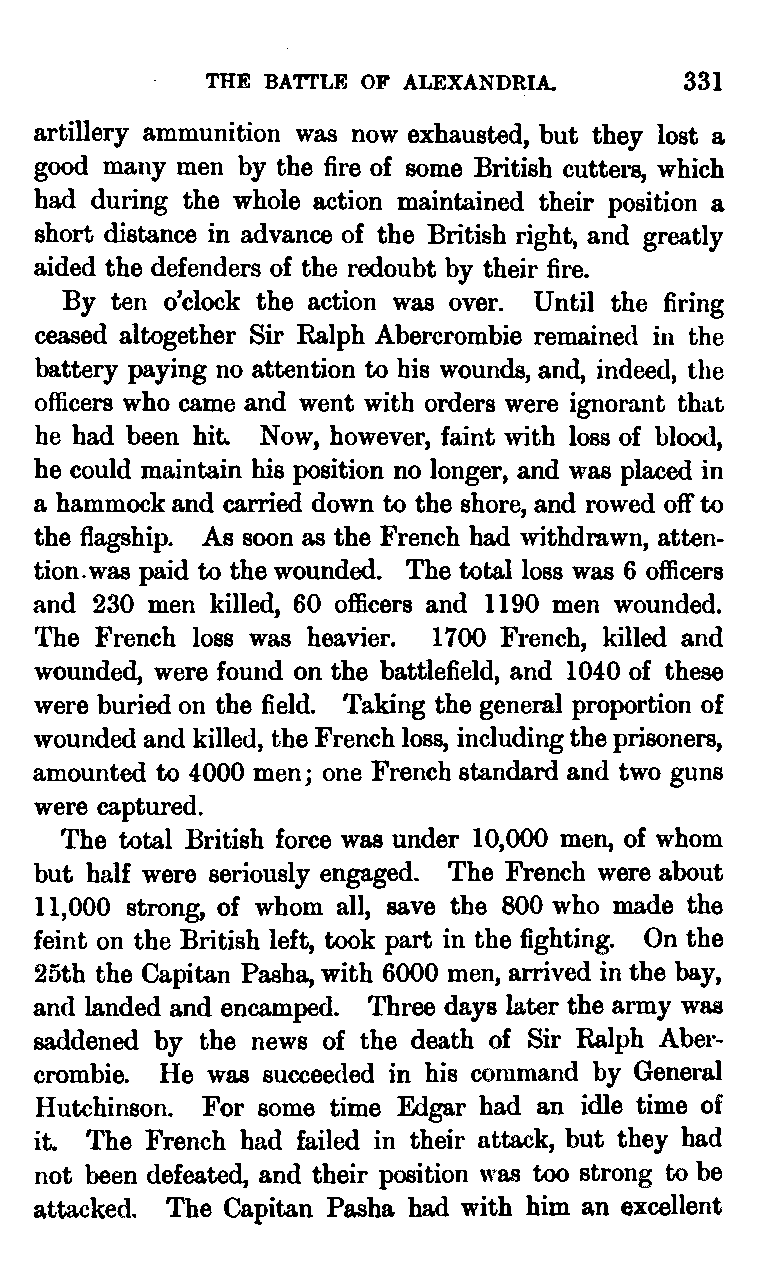 THE BATTLE OF ALEXANDRIA. 331
artillery ammunition was now exhausted, but they lost a
good many men by the fire of some British cutters, which
had during the whole action maintained their position a
short distance in advance of the British right, and greatly
aided the defenders of the redoubt by their fire.
By ten o'clock the action was over. Until the firing
ceased altogether Sir Ralph Abercrombie remained in the
battery paying no attention to his wounds, and, indeed, the
officers who came and went with orders were ignorant that
he had been hit. Now, however, faint with loss of blood,
he could maintain his position no longer, and was placed in
a hammock and carried down to the shore, and rowed off to
the flagship. As soon as the French had withdrawn, atten-
tion was paid to the wounded. The total loss was 6 officers
and 230 men killed, 60 officers and 1190 men wounded.
The French loss was heavier. 1700 French, killed and
wounded, were found on the battlefield, and 1040 of these
were buried on the field. Taking the general proportion of
wounded and killed, the French loss, including the prisoners,
amounted to 4000 men; one French standard and two guns
were captured.
The total British force was under 10,000 men, of whom
but half were seriously engaged. The French were about
11,000 strong, of whom all, save the 800 who made the
feint on the British left, took part in the fighting. On the
25th the Capitan Pasha, with 6000 men, arrived in the bay,
and landed and encamped. Three days later the army was
saddened by the news of the death of Sir Ralph Aber-
crombie. He was succeeded in his command by General
Hutchinson. For some time Edgar had an idle time of
it. The French had failed in their attack, but they had
not been defeated, and their position was too strong to be
attacked. The Capitan Pasha had with him an excellent